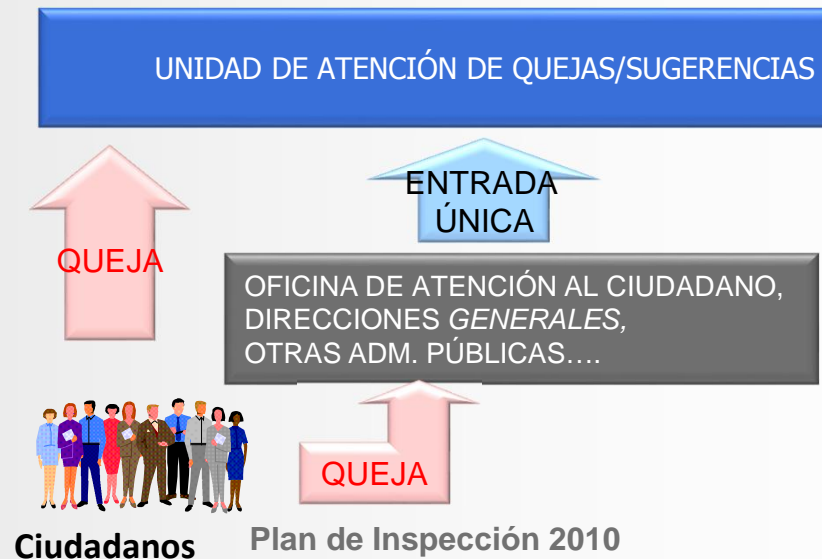 UNIDAD DE ATENCIÓN DE QUEJAS/SUGERENCIAS
ENTRADA
ÚNICA
QUEJA
OFICINA DE ATENCIÓN AL CIUDADANO,
DIRECCIONES GENERALES,
OTRAS ADM. PÚBLICAS….
QUEJA
Ciudadanos
Plan de Inspección 2010